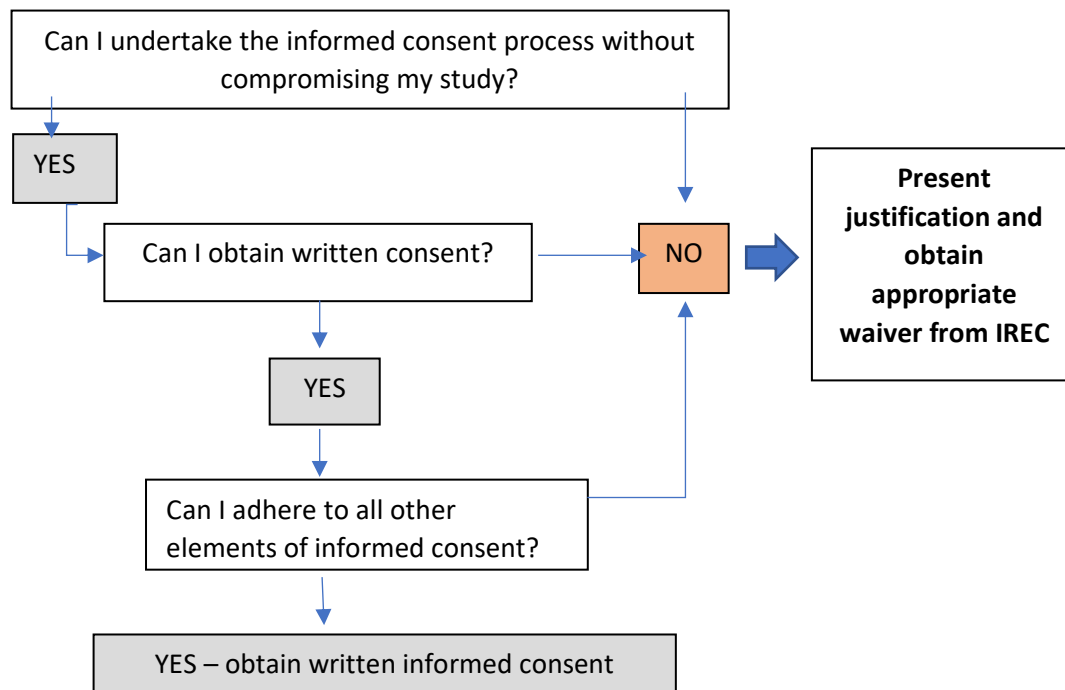 Can I undertake the informed consent process without
compromising my study?
YES
Can I obtain written consent?
NO
Present
justification and
obtain
appropriate
waiver from IREC
YES
Can I adhere to all other
elements of informed consent?
YES – obtain written informed consent